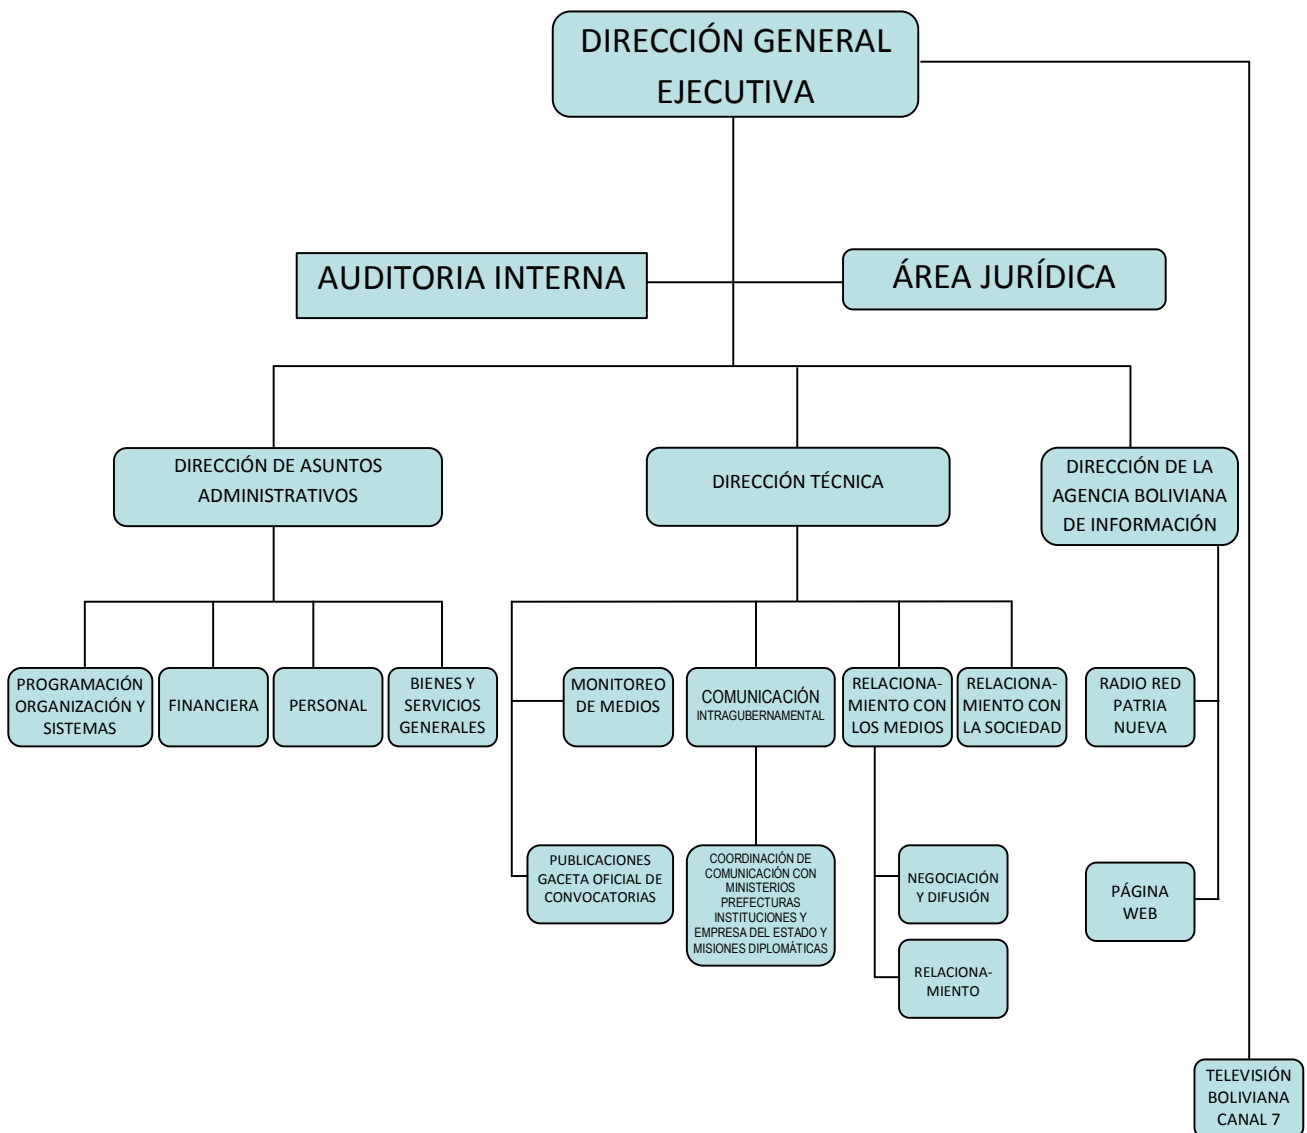 DIRECCIÓN GENERAL
EJECUTIVA
AUDITORIA INTERNA
ÁREA JURÍDICA
DIRECCIÓN DE ASUNTOS
ADMINISTRATIVOS
DIRECCIÓN TÉCNICA
DIRECCIÓN DE LA
AGENCIA BOLIVIANA
DE INFORMACIÓN
PROGRAMACIÓN
ORGANIZACIÓN Y
SISTEMAS
FINANCIERA
PERSONAL
BIENES Y
SERVICIOS
GENERALES
MONITOREO
DE MEDIOS
COMUNICACIÓN
INTRAGUBERNAMENTAL
RELACIONA-
MIENTO CON
LOS MEDIOS
RELACIONA-
MIENTO CON
LA SOCIEDAD
RADIO RED
PATRIA
NUEVA
PUBLICACIONES
GACETA OFICIAL DE
CONVOCATORIAS
COORDINACIÓN DE
COMUNICACIÓN CON
MINISTERIOS
PREFECTURAS
INSTITUCIONES Y
EMPRESA DEL ESTADO Y
MISIONES DIPLOMÁTICAS
NEGOCIACIÓN
Y DIFUSIÓN
PÁGINA
WEB
RELACIONA-
MIENTO
TELEVISIÓN
BOLIVIANA
CANAL 7